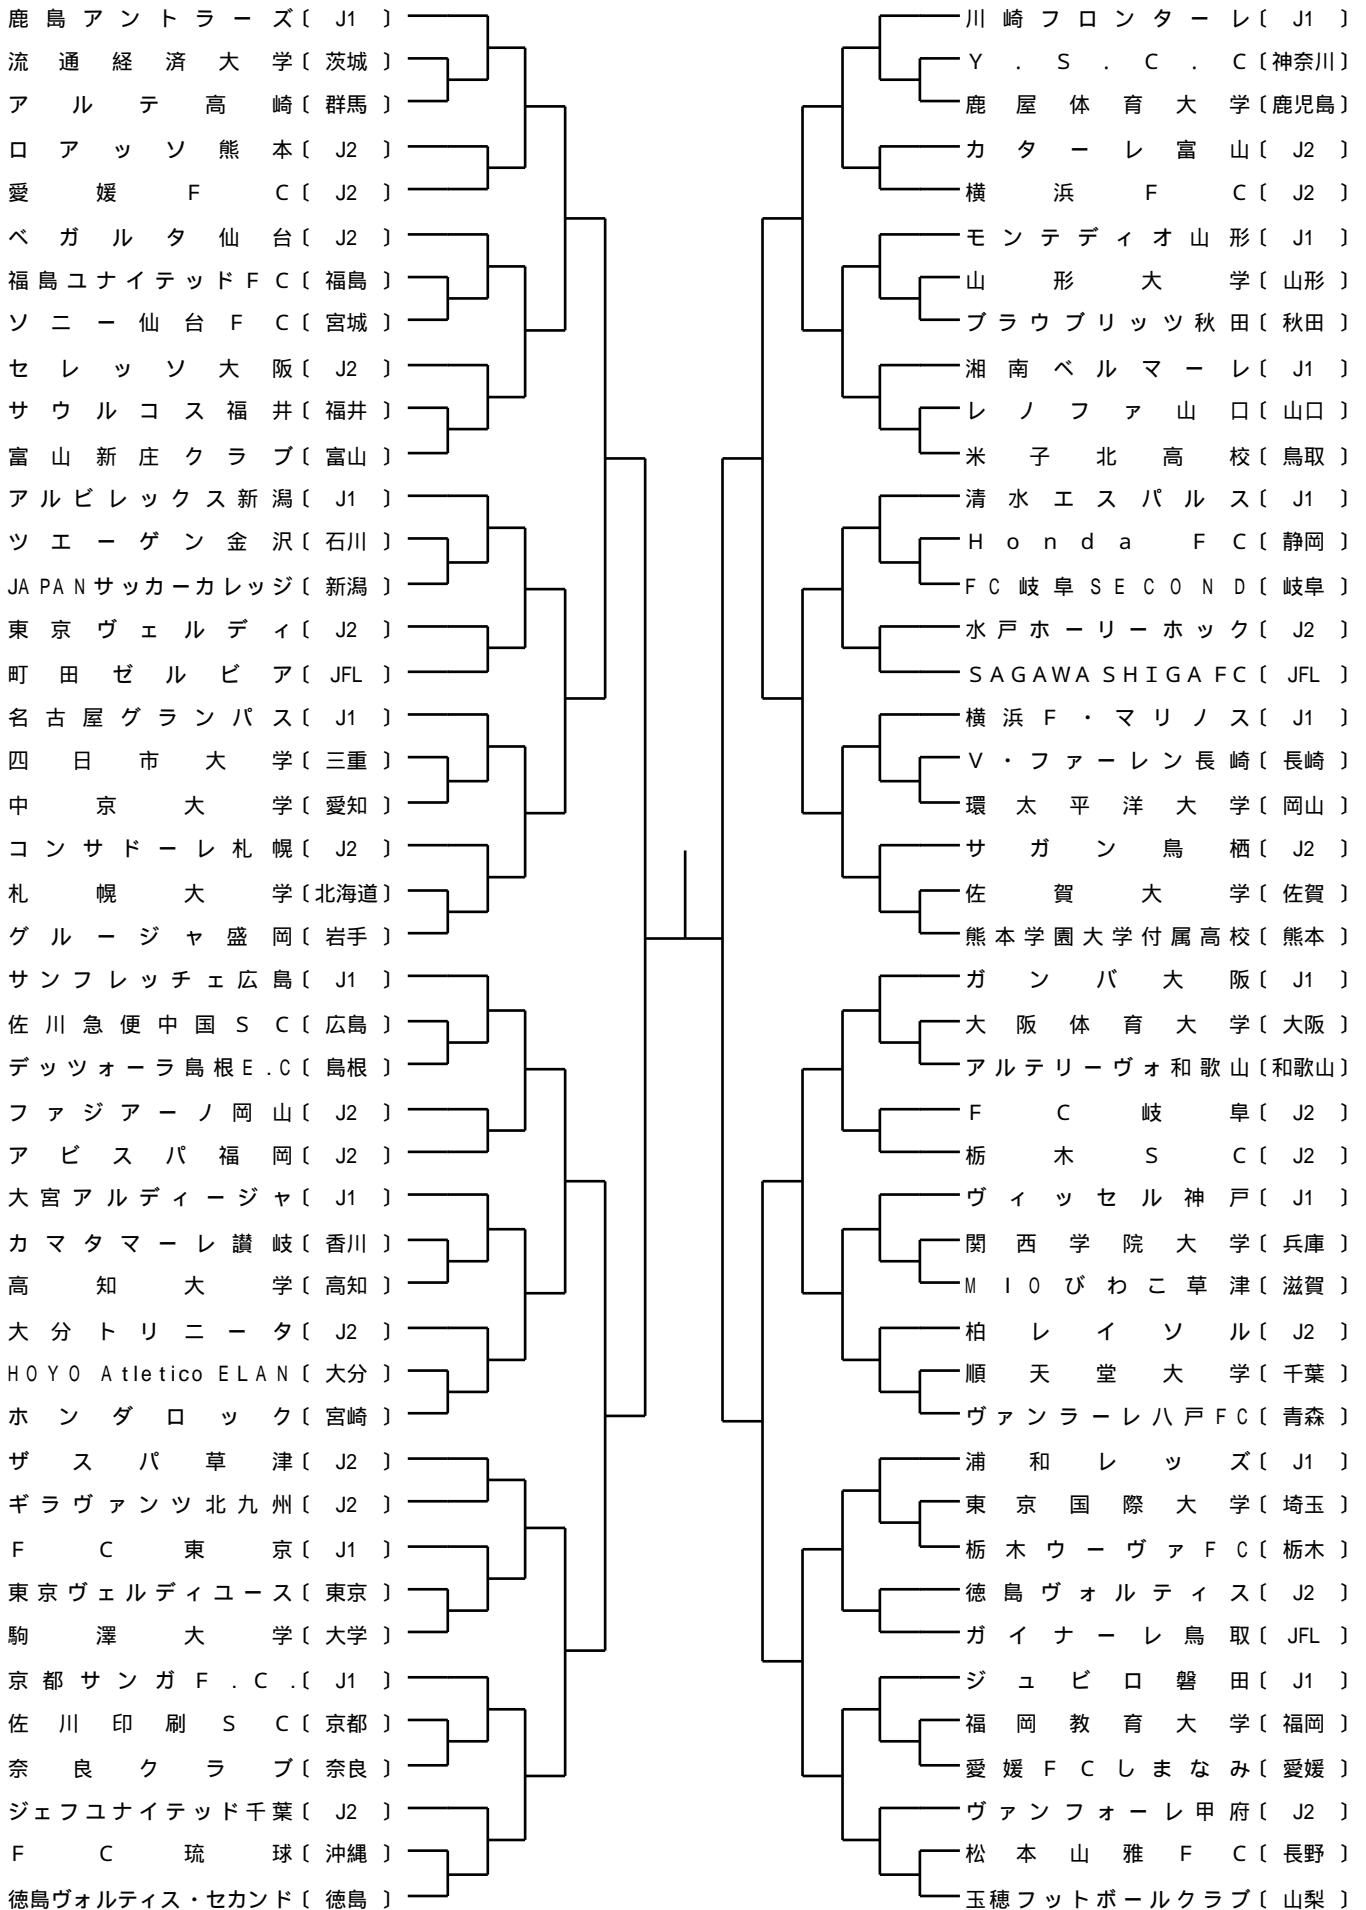 鹿島アントラーズ〔 J1 〕
流通経済大学〔 茨城 〕
アルテ高崎〔 群馬 〕
ロアッソ熊本〔 J2 〕
愛媛FC〔 J2 〕
ベガルタ仙台〔 J2 〕
福島ユナイテッドFC〔 福島 〕
ソニー仙台FC〔 宮城 〕
セレッソ大阪〔 J2 〕
サウルコス福井〔 福井 〕
富山新庄クラブ〔 富山 〕
アルビレックス新潟〔 J1 〕
ツエーゲン金沢〔 石川 〕
JAPANサッカーカレッジ〔 新潟 〕
東京ヴェルディ〔 J2 〕
町田ゼルビア〔 JFL 〕
名古屋グランパス〔 J1 〕
四日市大学〔 三重 〕
中京大学〔 愛知 〕
コンサドーレ札幌〔 J2 〕
札幌大学〔 北海道 〕
グルージャ盛岡〔 岩手 〕
サンフレッチェ広島〔 J1 〕
佐川急便中国SC〔 広島 〕
デッツォーラ島根E.C〔 島根 〕
ファジアーノ岡山〔 J2 〕
アビスパ福岡〔 J2 〕
大宮アルディージャ〔 J1 〕
カマタマーレ讃岐〔 香川 〕
高知大学〔 高知 〕
大分トリニータ〔 J2 〕
HOYO Atletico ELAN〔 大分 〕
ホンダロック〔 宮崎 〕
ザスパ草津〔 J2 〕
ギラヴァンツ北九州〔 J2 〕
FC東京〔 J1 〕
東京ヴェルディユース〔 東京 〕
駒澤大学〔 大学 〕
京都サンガF.C.〔 J1 〕
佐川印刷SC〔 京都 〕
奈良クラブ〔 奈良 〕
ジェフユナイテッド千葉〔 J2 〕
FC琉球〔 沖縄 〕
徳島ヴォルティス・セカンド〔 徳島 〕
川崎フロンターレ〔 J1 〕
Y.S.C.C〔 神奈川 〕
鹿屋体育大学〔 鹿児島 〕
カターレ富山〔 J2 〕
横浜FC〔 J2 〕
モンテディオ山形〔 J1 〕
山形大学〔 山形 〕
ブラウブリッツ秋田〔 秋田 〕
湘南ベルマーレ〔 J1 〕
レノファ山口〔 山口 〕
米子北高校〔 鳥取 〕
清水エスパルス〔 J1 〕
Honda FC〔 静岡 〕
FC岐阜SECOND〔 岐阜 〕
水戸ホーリーホック〔 J2 〕
SAGAWA SHIGA FC〔 JFL 〕
横浜F・マリノス〔 J1 〕
V・ファーレン長崎〔 長崎 〕
環太平洋大学〔 岡山 〕
サガン鳥栖〔 J2 〕
佐賀大学〔 佐賀 〕
熊本学園大学付属高校〔 熊本 〕
ガンバ大阪〔 J1 〕
大阪体育大学〔 大阪 〕
アルテリーヴォ和歌山〔 和歌山 〕
FC岐阜〔 J2 〕
栃木SC〔 J2 〕
ヴィッセル神戸〔 J1 〕
関西学院大学〔 兵庫 〕
MIOびわこ草津〔 滋賀 〕
柏レイソル〔 J2 〕
順天堂大学〔 千葉 〕
ヴァンラーレ八戸FC〔 青森 〕
浦和レッズ〔 J1 〕
東京国際大学〔 埼玉 〕
栃木ウーヴァFC〔 栃木 〕
徳島ヴォルティス〔 J2 〕
ガイナーレ鳥取〔 JFL 〕
ジュビロ磐田〔 J1 〕
福岡教育大学〔 福岡 〕
愛媛FCしまなみ〔 愛媛 〕
ヴァンフォーレ甲府〔 J2 〕
松本山雅FC〔 長野 〕
玉穂フットボールクラブ〔 山梨 〕